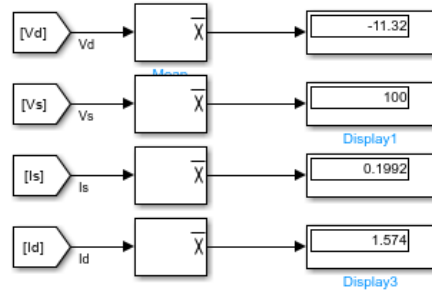 [Vd] Vd X -11.32
Mean
[Vs] Vs X 100
Display1
[Is] Is X 0.1992
[Id] Id X 1.574
Display3